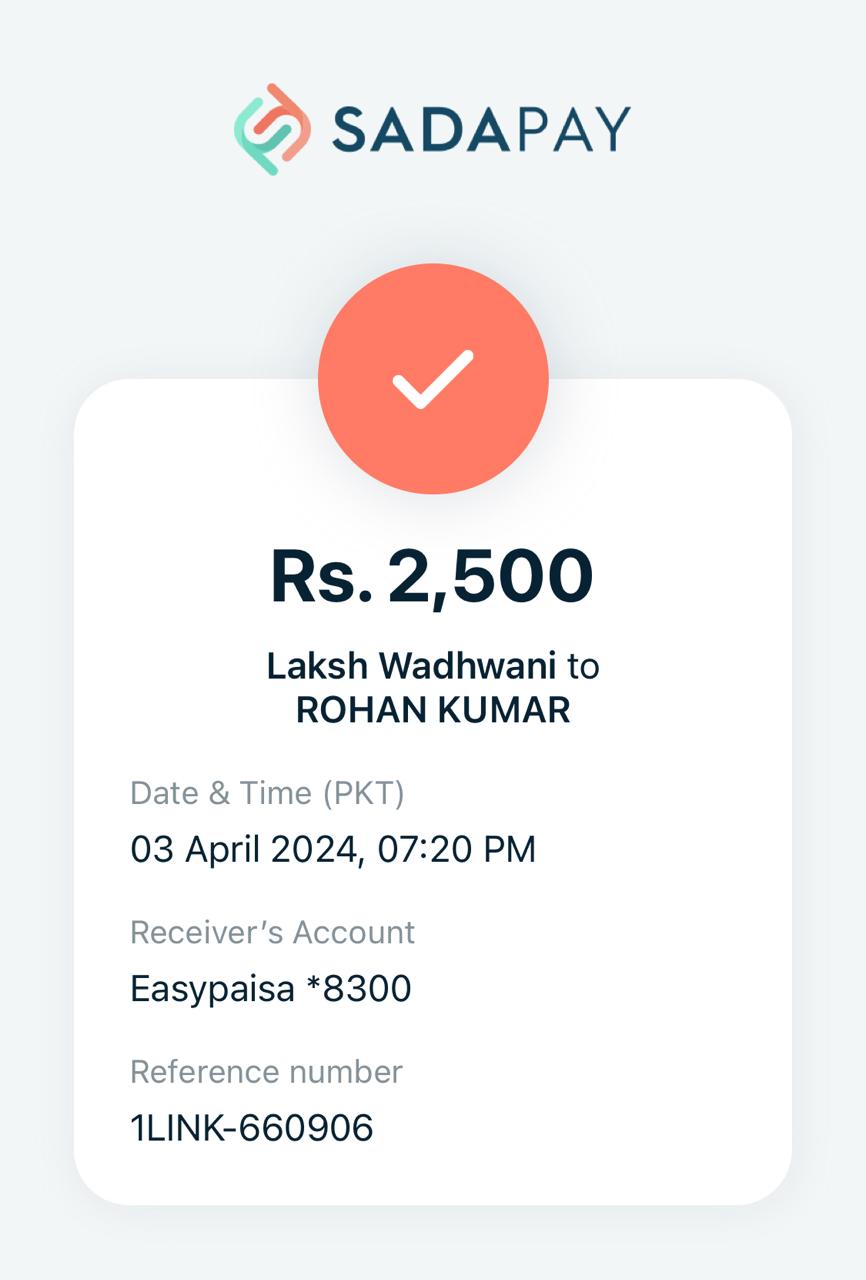 SADAPAY
Rs. 2,500
Laksh Wadhwani to
ROHAN KUMAR
Date & Time (PKT)
03 April 2024, 07:20 PM
Receiver’s Account
Easypaisa *8300
Reference number
1LINK-660906